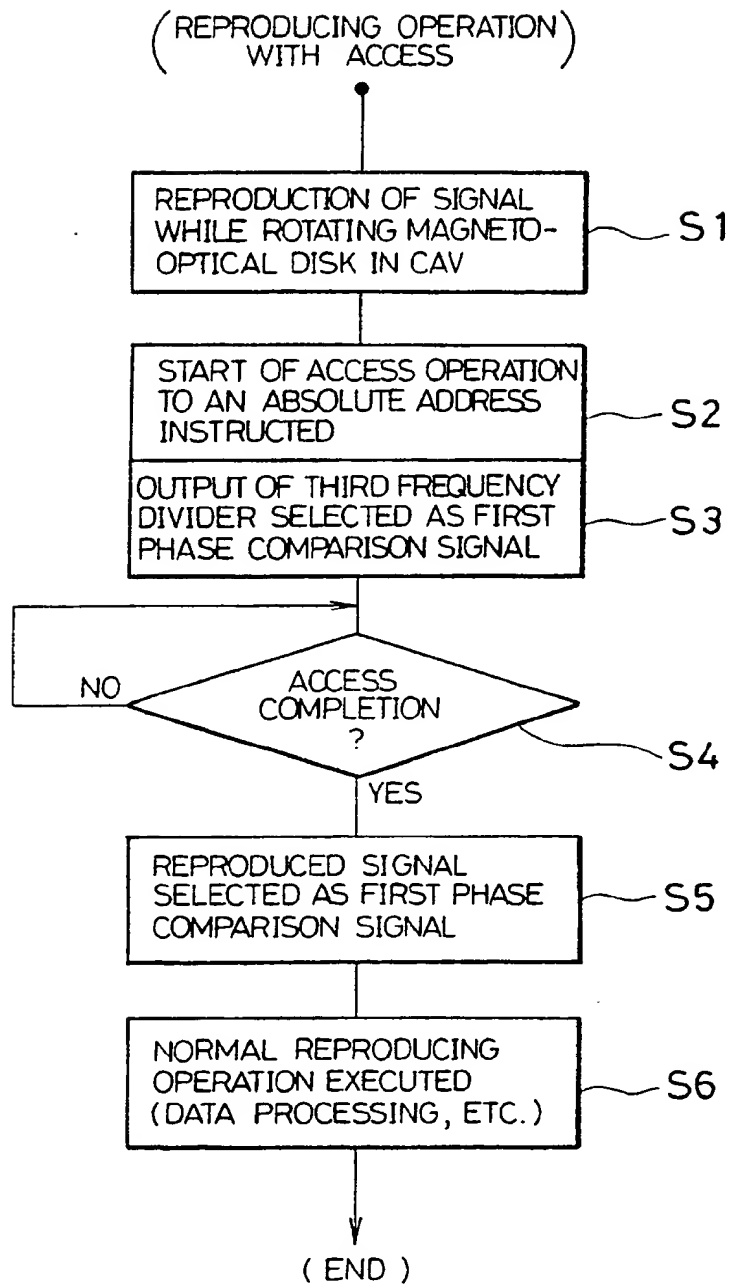 (REPRODUCING OPERATION
WITH ACCESS)
REPRODUCTION OF SIGNAL
WHILE ROTATING MAGNETO-
OPTICAL DISK IN CAV
S1
START OF ACCESS OPERATION
TO AN ABSOLUTE ADDRESS
INSTRUCTED
S2
OUTPUT OF THIRD FREQUENCY
DIVIDER SELECTED AS FIRST
PHASE COMPARISON SIGNAL
S3
NO
ACCESS
COMPLETION
?
S4
YES
REPRODUCED SIGNAL
SELECTED AS FIRST PHASE
COMPARISON SIGNAL
S5
NORMAL REPRODUCING
OPERATION EXECUTED
(DATA PROCESSING, ETC.)
S6
(END)